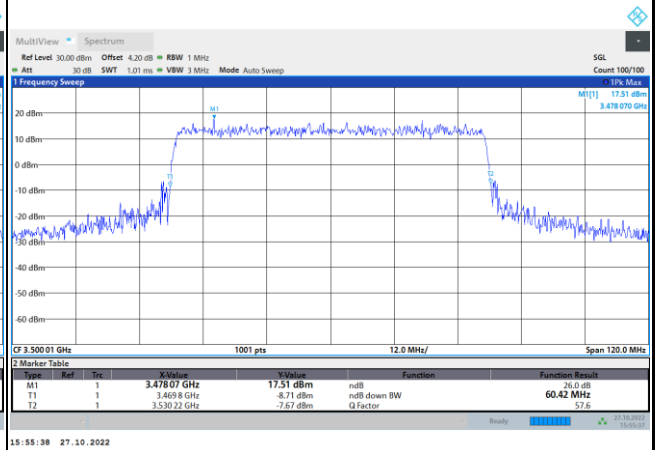 MultiView Spectrum
Ref Level 30.00 dBm Offset 4.20 dB RBW 1 MHz SGL
Att 30 dB SWT 1.01 ms VBW 3 MHz Mode Auto Sweep Count 100/100
1 Frequency Sweep 1Pk Max
M1[1] 17.51 dBm
3.478 070 GHz
M1
20 dBm
10 dBm
0 dBm
T1
T2
-10 dBm
-20 dBm
-30 dBm
-40 dBm
-50 dBm
-60 dBm
CF 3.500 01 GHz 1001 pts 12.0 MHz/ Span 120.0 MHz
2 Marker Table
Type Ref Trc X-Value Y-Value Function Function Result
M1 1 3.478 07 GHz 17.51 dBm ndB 26.0 dB
T1 1 3.469 8 GHz -8.71 dBm ndB down BW 60.42 MHz
T2 1 3.530 22 GHz -7.67 dBm Q Factor 57.6
Ready 27.10.2022
15:55:37
15:55:38 27.10.2022